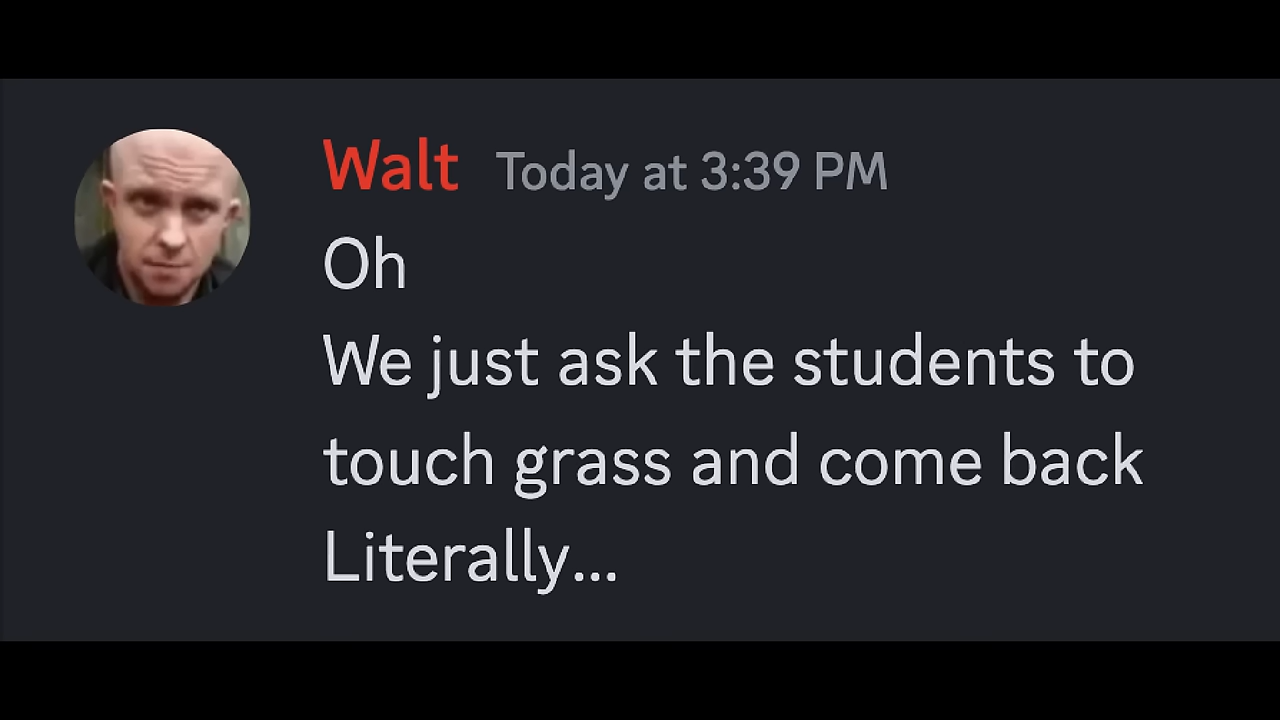 Walt Today at 3:39 PM
Oh
We just ask the students to
touch grass and come back
Literally...